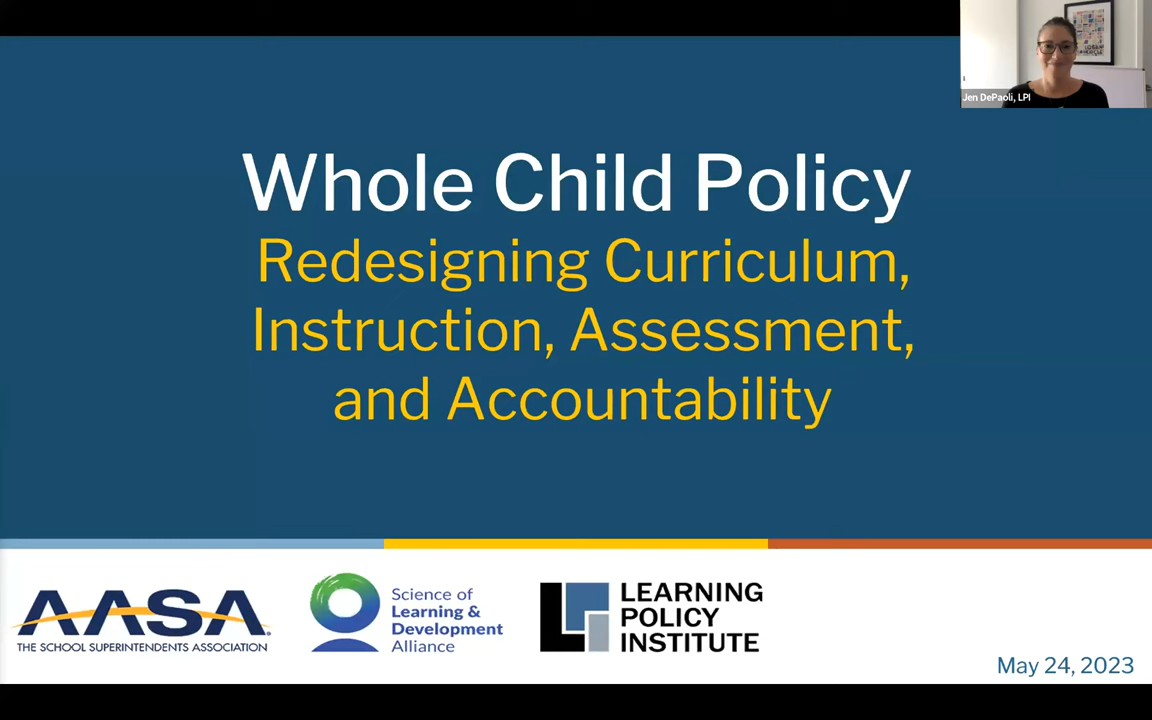 Jen DePaoli, LPI
Whole Child Policy
Redesigning Curriculum,
Instruction, Assessment,
and Accountability
AASA
THE SCHOOL SUPERINTENDENTS ASSOCIATION
Science of
Learning &
Development
Alliance
LEARNING
POLICY
INSTITUTE
May 24, 2023